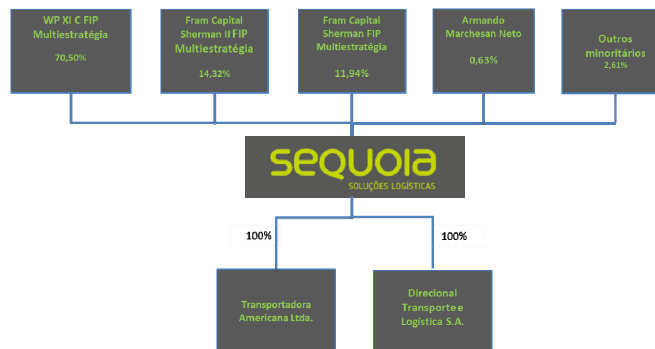 WP XI C FIP
Multiestratégia
70,50%
Fram Capital
Sherman II FIP
Multiestratégia
14,32%
Fram Capital
Sherman FIP
Multiestratégia
11,94%
Armando
Marchesan Neto
0,63%
Outros
minoritários
2,61%
sequoia
SOLUÇÕES LOGÍSTICAS
100%
100%
Transportadora
Americana Ltda.
Direcional
Transporte e
Logística S.A.